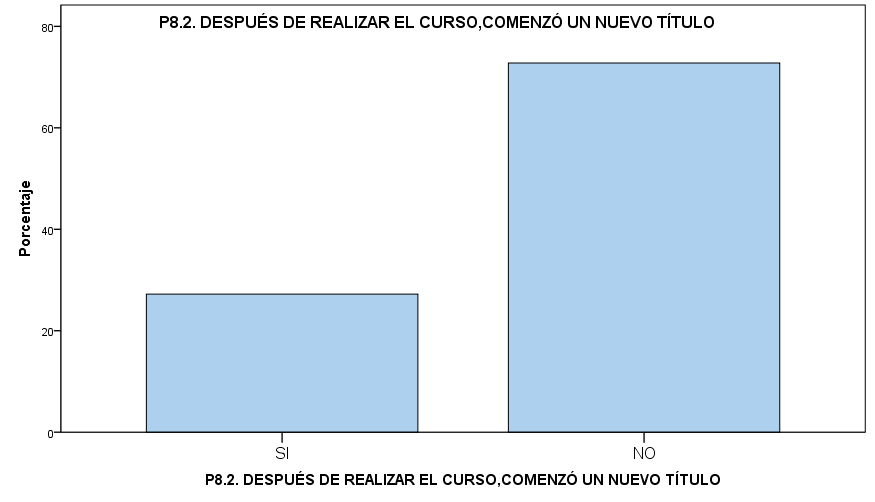 P8.2. DESPUÉS DE REALIZAR EL CURSO,COMENZÓ UN NUEVO TÍTULO
80
60
40
20
0
Porcentaje
SI
NO
P8.2. DESPUÉS DE REALIZAR EL CURSO,COMENZÓ UN NUEVO TÍTULO